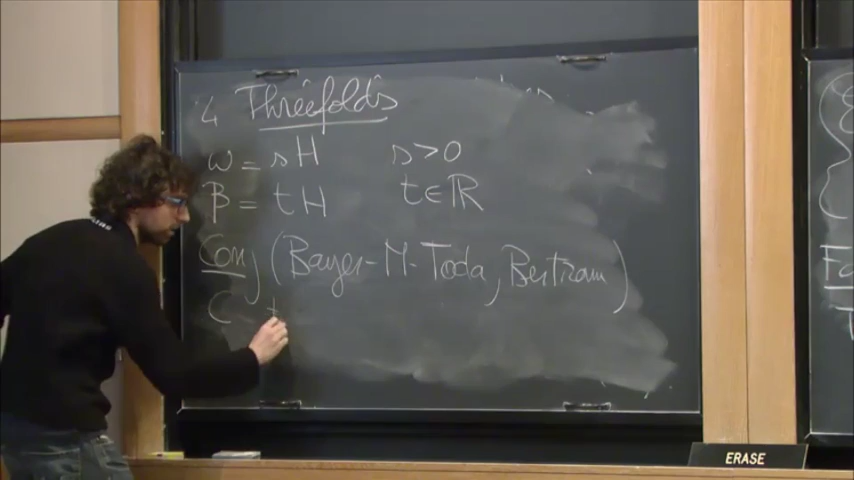 4 Threefolds
ω = sH s>0
β = tH t∈ℝ
Conj (Bayer-M-Toda, Bertram)
C
ERASE